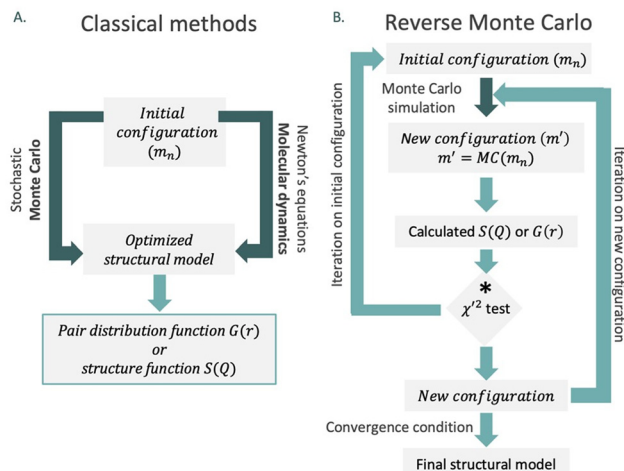 A.
Classical methods
Initial
configuration
(mₙ)
Stochastic
Monte Carlo
Newton's equations
Molecular dynamics
Optimized
structural model
Pair distribution function G(r)
or
structure function S(Q)
B.
Reverse Monte Carlo
Initial configuration (mₙ)
Monte Carlo
simulation
New configuration (m')
m' = MC(mₙ)
Calculated S(Q) or G(r)
*
χ'² test
New configuration
Convergence condition
Final structural model
Iteration on initial configuration
Iteration on new configuration